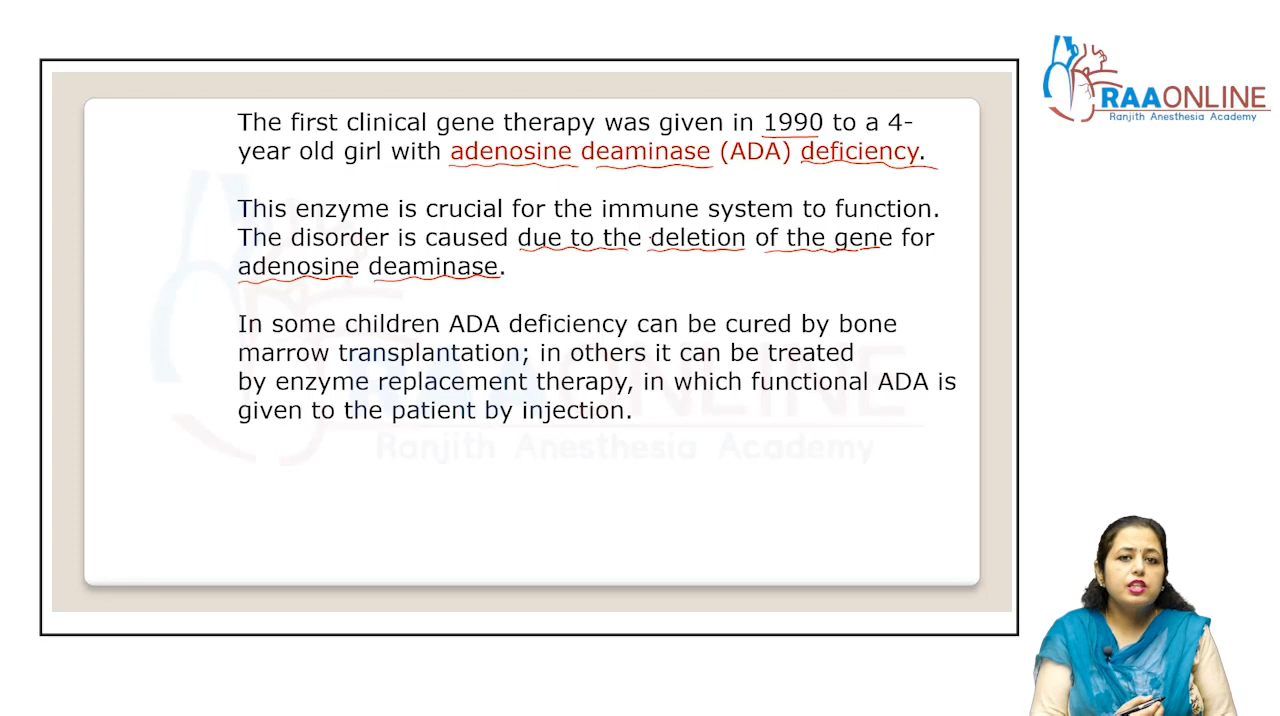 The first clinical gene therapy was given in 1990 to a 4-
year old girl with adenosine deaminase (ADA) deficiency.
This enzyme is crucial for the immune system to function.
The disorder is caused due to the deletion of the gene for
adenosine deaminase.
In some children ADA deficiency can be cured by bone
marrow transplantation; in others it can be treated
by enzyme replacement therapy, in which functional ADA is
given to the patient by injection.
RAAONLINE
Ranjith Anesthesia Academy
RAAONLINE
Ranjith Anesthesia Academy